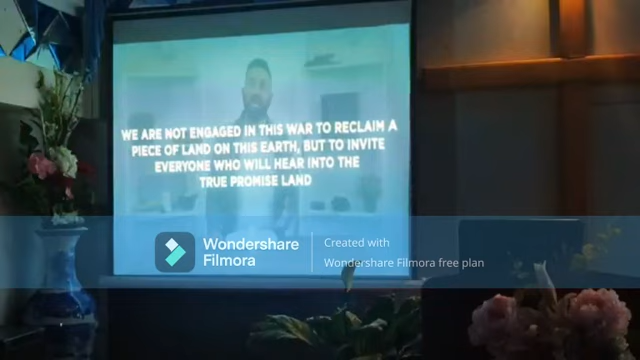 WE ARE NOT ENGAGED IN THIS WAR TO RECLAIM A
PIECE OF LAND ON THIS EARTH, BUT TO INVITE
EVERYONE WHO WILL HEAR INTO THE
TRUE PROMISE LAND
Wondershare
Filmora
Created with
Wondershare Filmora free plan